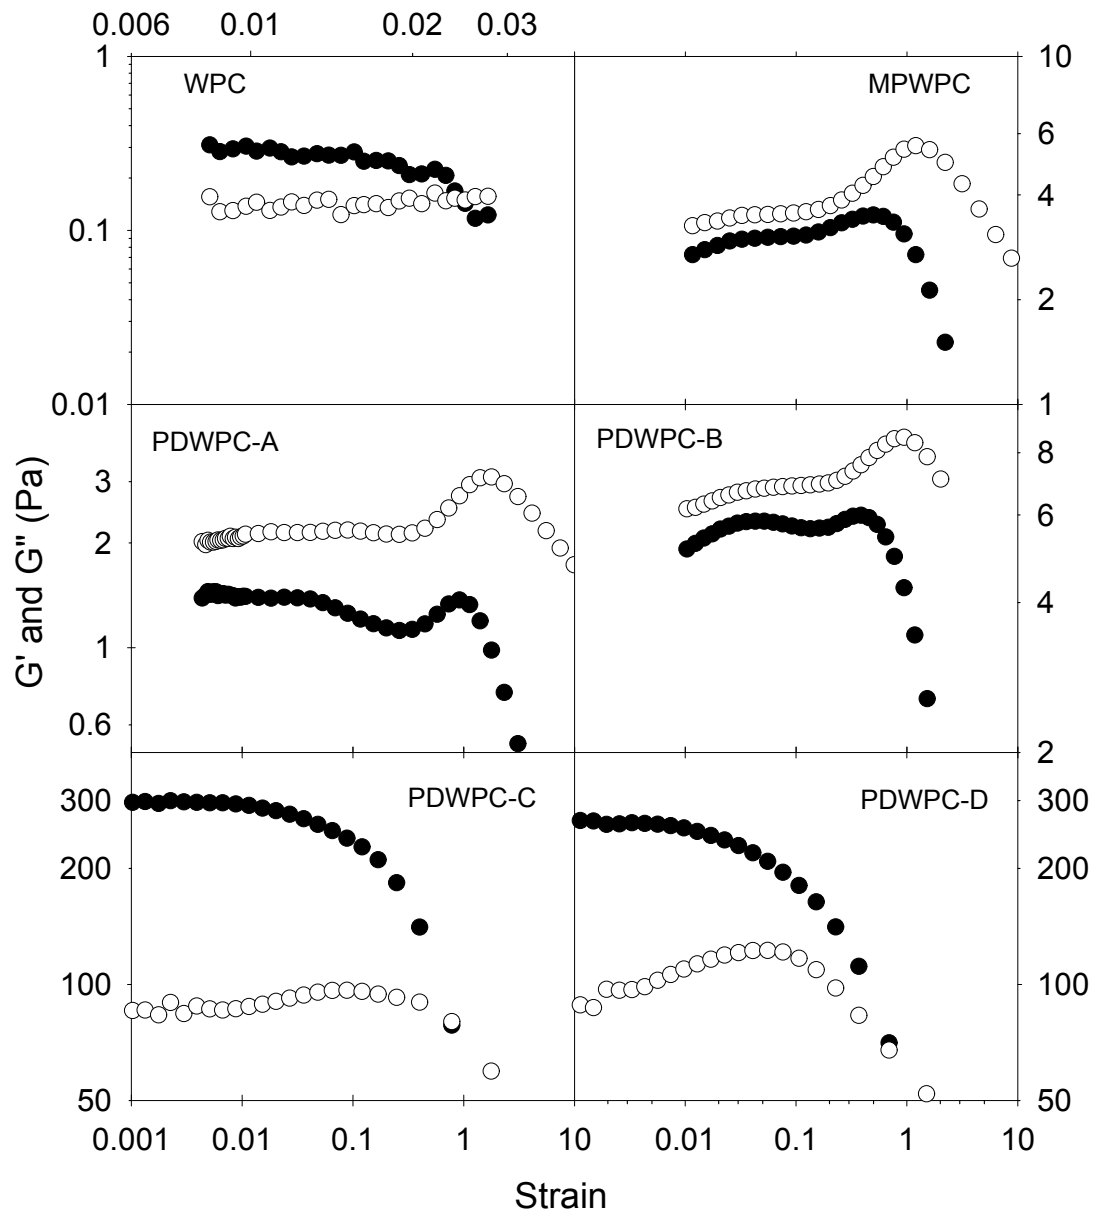 0.006 0.01 0.02 0.03
1 10
WPC MPWPC
6
4
0.1
2
0.01 1
PDWPC-A PDWPC-B
8
3
6
2
4
1
0.6
2
G' and G" (Pa)
300 PDWPC-C PDWPC-D 300
200 200
100 100
50 50
0.001 0.01 0.1 1 10 0.01 0.1 1 10
Strain